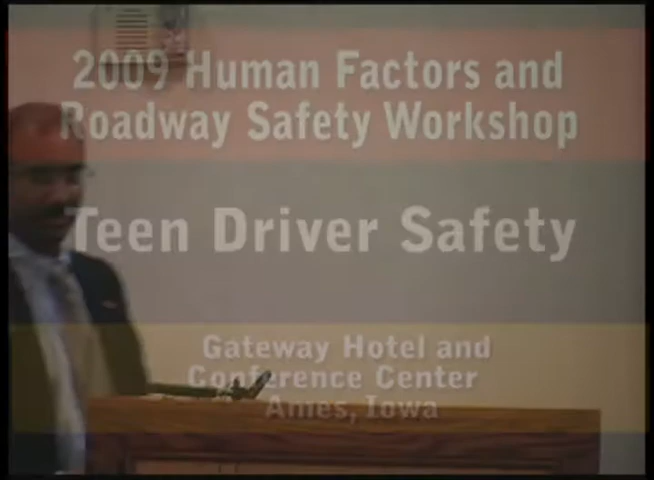 2009 Human Factors and
Roadway Safety Workshop
Teen Driver Safety
Gateway Hotel and
Conference Center
Ames, Iowa